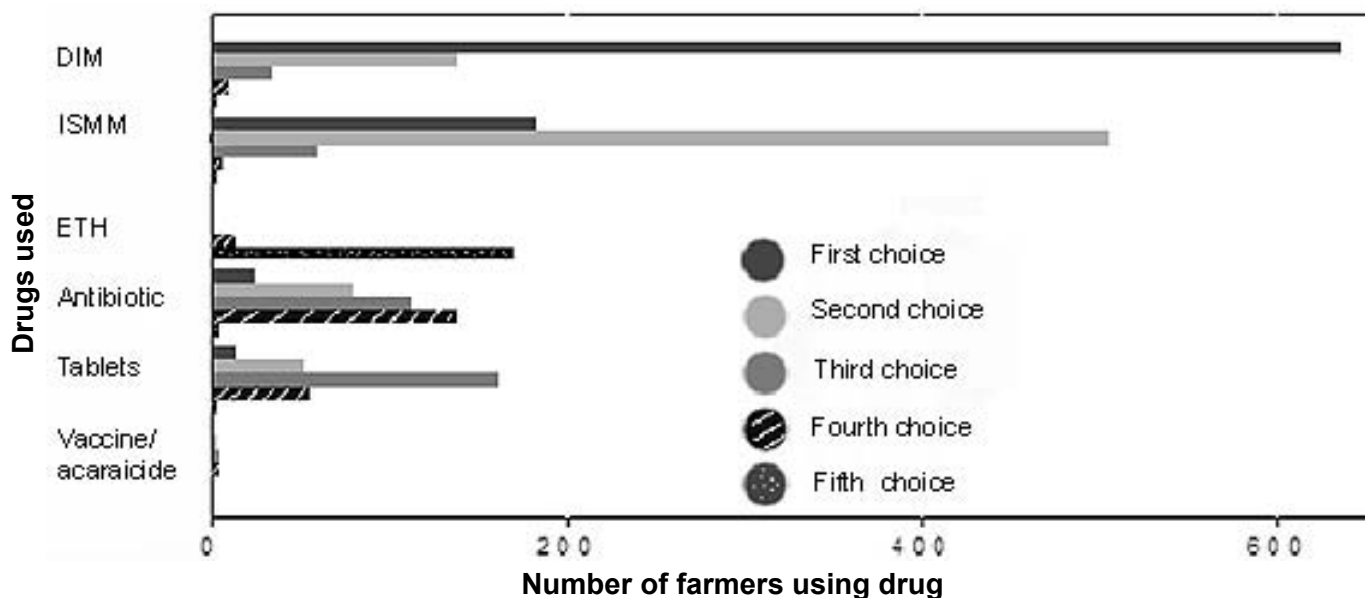 DIM
ISMM
ETH
Antibiotic
Tablets
Vaccine/
acaraicide
Drugs used
First choice
Second choice
Third choice
Fourth choice
Fifth choice
0 200 400 600
Number of farmers using drug